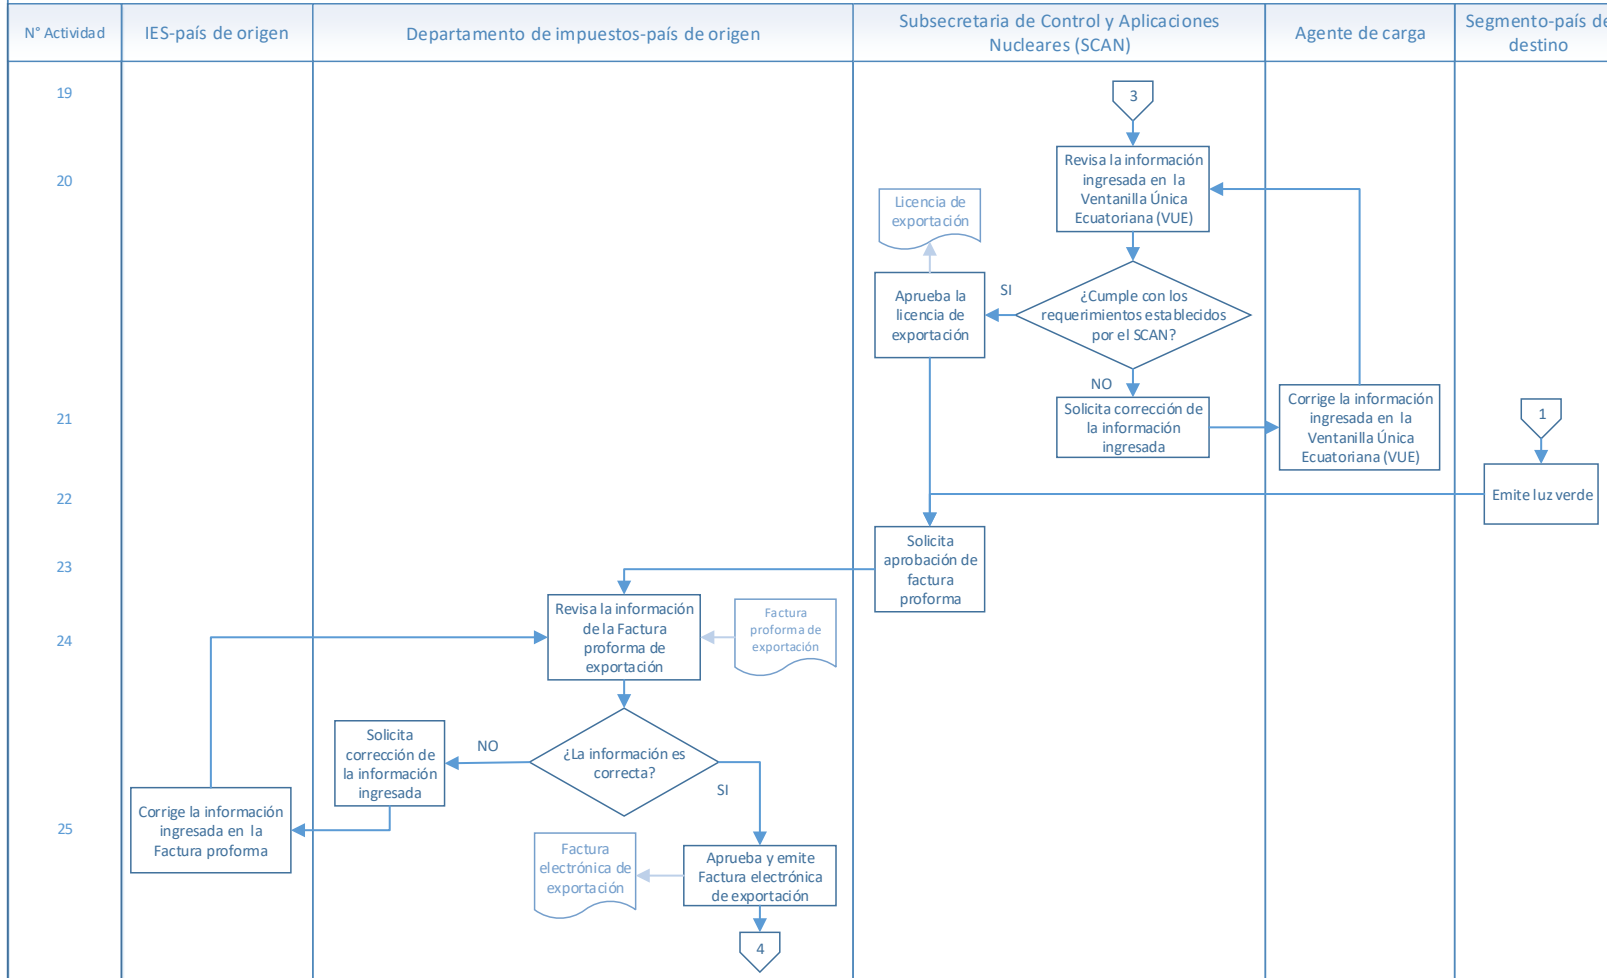 N° Actividad
IES-país de origen
Departamento de impuestos-país de origen
Subsecretaria de Control y Aplicaciones
Nucleares (SCAN)
Agente de carga
Segmento-país de
destino
19
3
20
Revisa la información
ingresada en la
Ventanilla Única
Ecuatoriana (VUE)
Licencia de
exportación
Aprueba la
licencia de
exportación
SI
¿Cumple con los
requerimientos establecidos
por el SCAN?
NO
21
Solicita corrección de
la información
ingresada
Corrige la información
ingresada en la
Ventanilla Única
Ecuatoriana (VUE)
1
22
Emite luz verde
23
Solicita
aprobación de
factura
proforma
24
Revisa la información
de la Factura
proforma de
exportación
Factura
proforma de
exportación
Solicita
corrección de
la información
ingresada
NO
¿La información es
correcta?
SI
25
Corrige la información
ingresada en la
Factura proforma
Factura
electrónica de
exportación
Aprueba y emite
Factura electrónica
de exportación
4